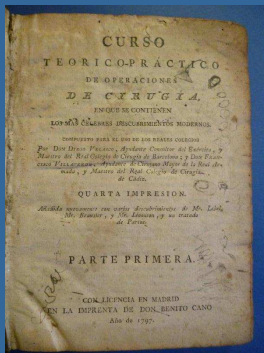 CURSO
TEORICO-PRÁCTICO
DE OPERACIONES
DE CIRUGIA,
EN QUE SE CONTIENEN
LOS MAS CÉLEBRES DESCUBRIMIENTOS MODERNOS.
COMPUESTO PARA EL USO DE LOS REALES COLEGIOS
Por DON DIEGO VELASCO, Ayudante Consultor del Exército, y
Maestro del Real Colegio de Cirugía de Barcelona; y DON FRAN-
CISCO VILLAVERDE, Ayudante de Cirujano Mayor de la Real Ar-
mada, y Maestro del Real Colegio de Cirugía
de Cádiz.
QUARTA IMPRESION.
Añadida nuevamente con varios descubrimientos de Mr.
Mr. y Mr. y un tratado
de Partos.
PARTE PRIMERA.
CON LICENCIA EN MADRID
EN LA IMPRENTA DE DON BENITO CANO
Año de 1797.